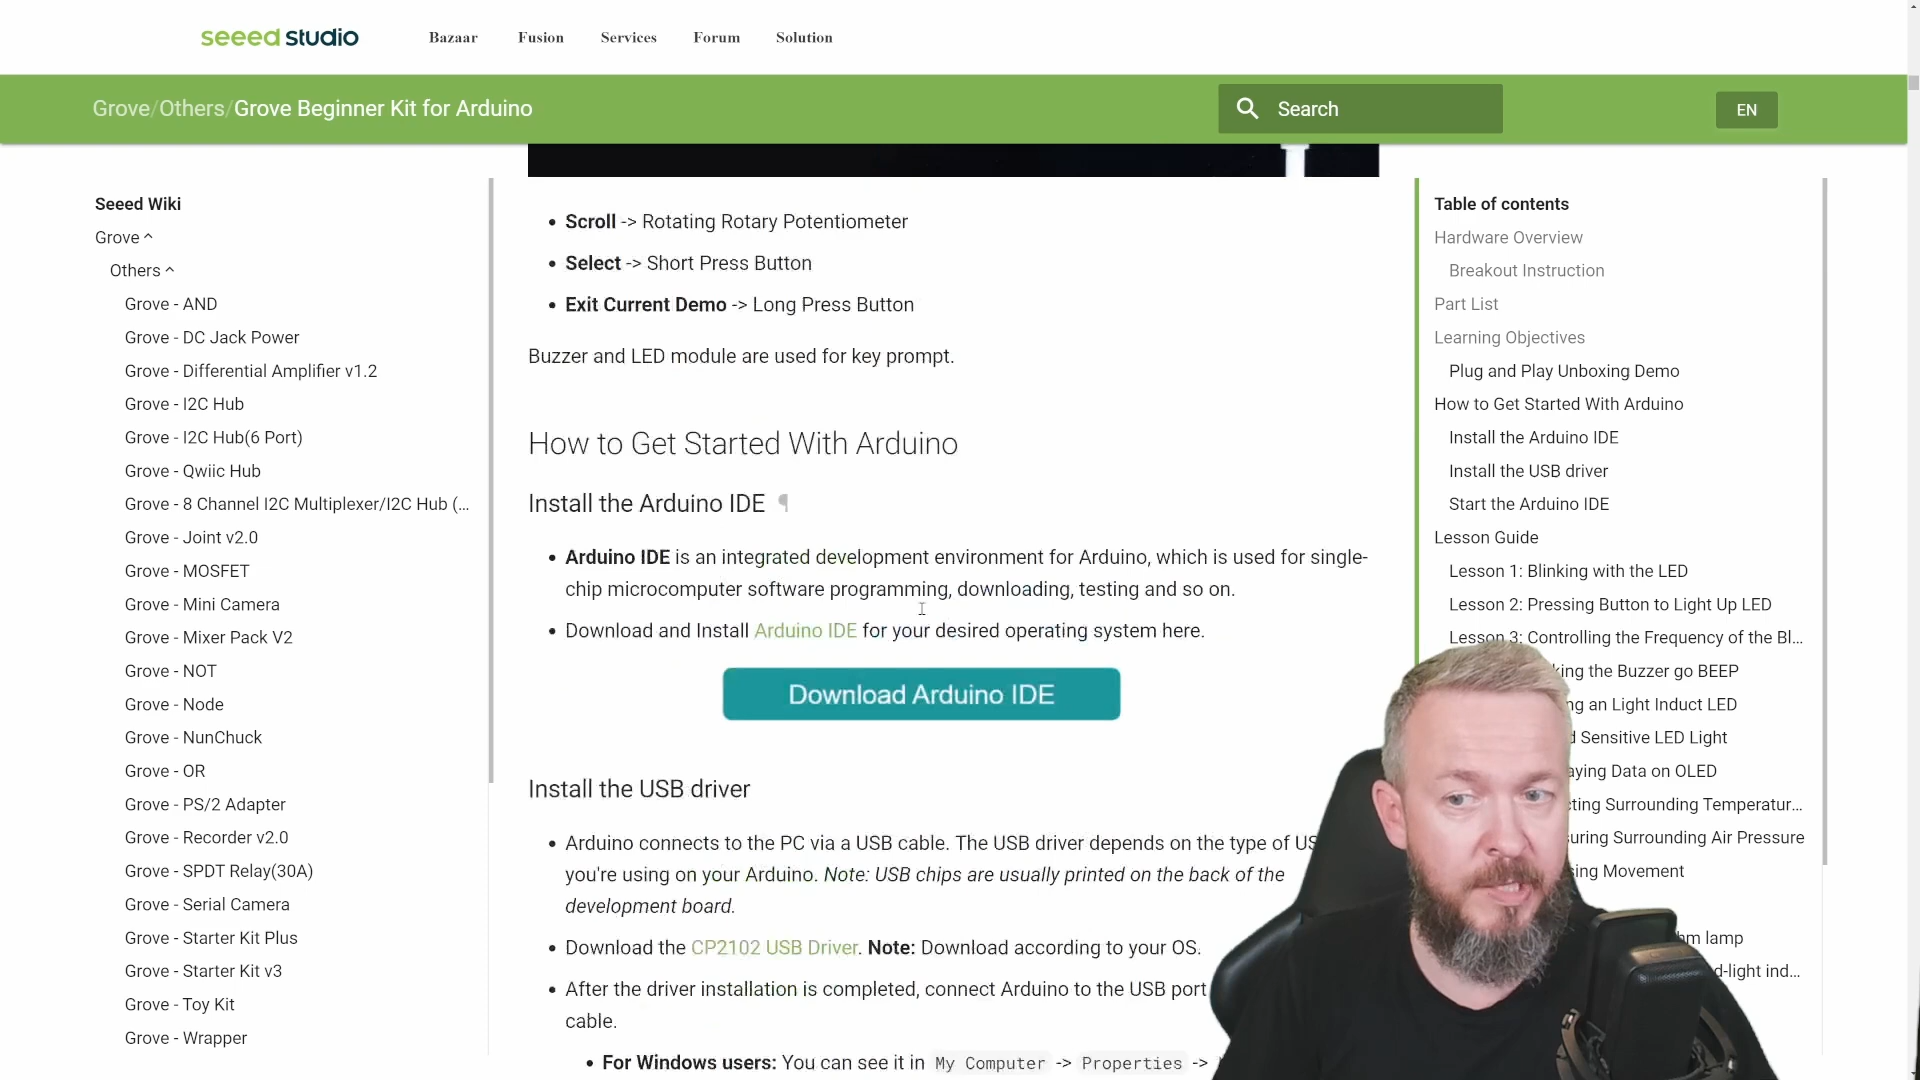 seeed studio
Bazaar
Fusion
Services
Forum
Solution
Grove/Others/Grove Beginner Kit for Arduino
Search
EN
Seeed Wiki
Grove
Others
Grove - AND
Grove - DC Jack Power
Grove - Differential Amplifier v1.2
Grove - I2C Hub
Grove - I2C Hub(6 Port)
Grove - Qwiic Hub
Grove - 8 Channel I2C Multiplexer/I2C Hub (...
Grove - Joint v2.0
Grove - MOSFET
Grove - Mini Camera
Grove - Mixer Pack V2
Grove - NOT
Grove - Node
Grove - NunChuck
Grove - OR
Grove - PS/2 Adapter
Grove - Recorder v2.0
Grove - SPDT Relay(30A)
Grove - Serial Camera
Grove - Starter Kit Plus
Grove - Starter Kit v3
Grove - Toy Kit
Grove - Wrapper
• Scroll -> Rotating Rotary Potentiometer
• Select -> Short Press Button
• Exit Current Demo -> Long Press Button
Buzzer and LED module are used for key prompt.
How to Get Started With Arduino
Install the Arduino IDE ¶
• Arduino IDE is an integrated development environment for Arduino, which is used for single-
chip microcomputer software programming, downloading, testing and so on.
• Download and Install Arduino IDE for your desired operating system here.
Download Arduino IDE
Install the USB driver
• Arduino connects to the PC via a USB cable. The USB driver depends on the type of US
you're using on your Arduino. Note: USB chips are usually printed on the back of the
development board.
• Download the CP2102 USB Driver. Note: Download according to your OS.
• After the driver installation is completed, connect Arduino to the USB port
cable.
• For Windows users: You can see it in My Computer -> Properties ->
Table of contents
Hardware Overview
Breakout Instruction
Part List
Learning Objectives
Plug and Play Unboxing Demo
How to Get Started With Arduino
Install the Arduino IDE
Install the USB driver
Start the Arduino IDE
Lesson Guide
Lesson 1: Blinking with the LED
Lesson 2: Pressing Button to Light Up LED
Lesson 3: Controlling the Frequency of the Bl...
king the Buzzer go BEEP
ng an Light Induct LED
d Sensitive LED Light
aying Data on OLED
cting Surrounding Temperatur...
suring Surrounding Air Pressure
sing Movement
hm lamp
d-light ind...